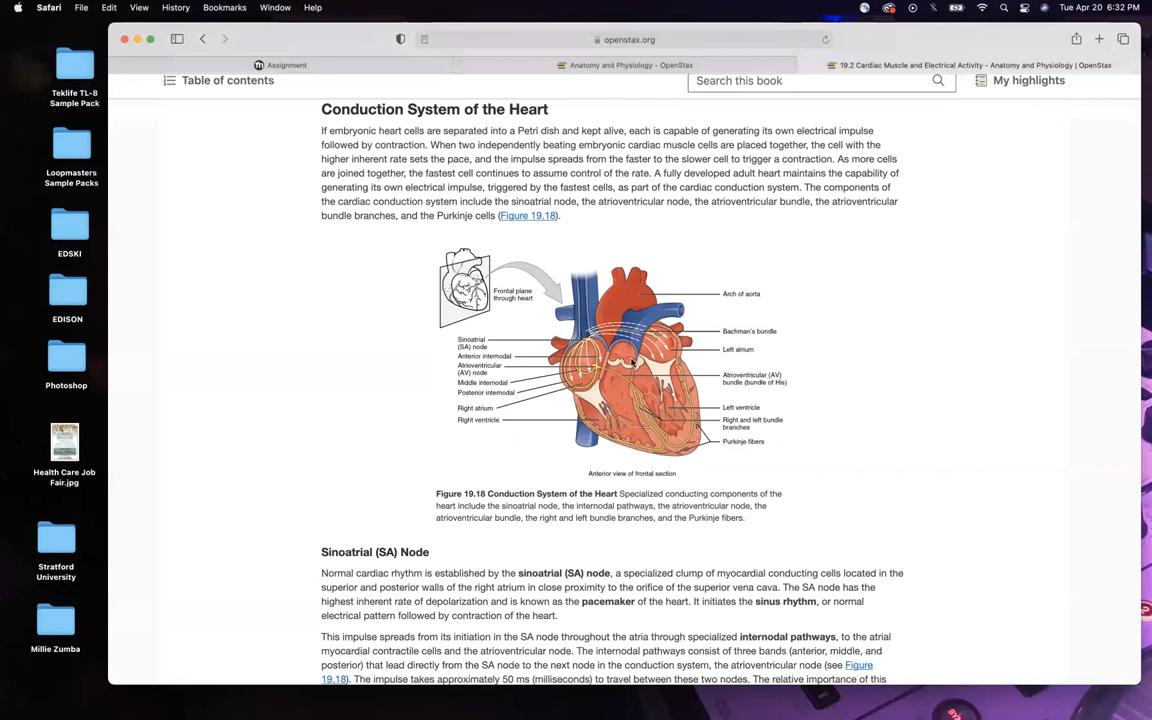 Safari File Edit View History Bookmarks Window Help Tue Apr 20 6:32 PM
openstax.org
Assignment
Anatomy and Physiology - OpenStax
19.2 Cardiac Muscle and Electrical Activity - Anatomy and Physiology | OpenStax
Table of contents
Search this book
My highlights
Teklife TL-8
Sample Pack
Loopmasters
Sample Packs
EDSKI
EDISON
Photoshop
Health Care Job
Fair.jpg
Stratford
University
Millie Zumba
Conduction System of the Heart
If embryonic heart cells are separated into a Petri dish and kept alive, each is capable of generating its own electrical impulse
followed by contraction. When two independently beating embryonic cardiac muscle cells are placed together, the cell with the
higher inherent rate sets the pace, and the impulse spreads from the faster to the slower cell to trigger a contraction. As more cells
are joined together, the fastest cell continues to assume control of the rate. A fully developed adult heart maintains the capability of
generating its own electrical impulse, triggered by the fastest cells, as part of the cardiac conduction system. The components of
the cardiac conduction system include the sinoatrial node, the atrioventricular node, the atrioventricular bundle, the atrioventricular
bundle branches, and the Purkinje cells (Figure 19.18).
Frontal plane
through heart
Sinoatrial
(SA) node
Anterior internodal
Atrioventricular
(AV) node
Middle internodal
Posterior internodal
Right atrium
Right ventricle
Arch of aorta
Bachman's bundle
Left atrium
Atrioventricular (AV)
bundle (bundle of His)
Left ventricle
Right and left bundle
branches
Purkinje fibers
Anterior view of frontal section
Figure 19.18 Conduction System of the Heart Specialized conducting components of the
heart include the sinoatrial node, the internodal pathways, the atrioventricular node, the
atrioventricular bundle, the right and left bundle branches, and the Purkinje fibers.
Sinoatrial (SA) Node
Normal cardiac rhythm is established by the sinoatrial (SA) node, a specialized clump of myocardial conducting cells located in the
superior and posterior walls of the right atrium in close proximity to the orifice of the superior vena cava. The SA node has the
highest inherent rate of depolarization and is known as the pacemaker of the heart. It initiates the sinus rhythm, or normal
electrical pattern followed by contraction of the heart.
This impulse spreads from its initiation in the SA node throughout the atria through specialized internodal pathways, to the atrial
myocardial contractile cells and the atrioventricular node. The internodal pathways consist of three bands (anterior, middle, and
posterior) that lead directly from the SA node to the next node in the conduction system, the atrioventricular node (see Figure
19.18). The impulse takes approximately 50 ms (milliseconds) to travel between these two nodes. The relative importance of this